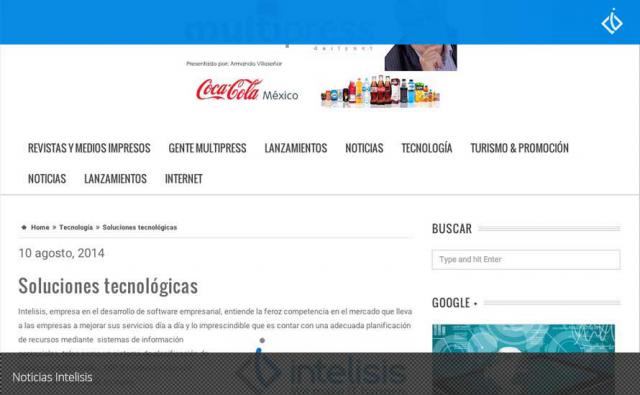 multipress
dailynet
Presentado por: Armando Villaseñor
Coca-Cola México
REVISTAS Y MEDIOS IMPRESOS GENTE MULTIPRESS LANZAMIENTOS NOTICIAS TECNOLOGÍA TURISMO & PROMOCIÓN
NOTICIAS LANZAMIENTOS INTERNET
Home » Tecnología » Soluciones tecnológicas
10 agosto, 2014
Soluciones tecnológicas
Intelisis, empresa en el desarrollo de software empresarial, entiende la feroz competencia en el mercado que lleva
a las empresas a mejorar sus servicios día a día y lo imprescindible que es contar con una adecuada planificación
de recursos mediante sistemas de información
intelisis
BUSCAR
Type and hit Enter
GOOGLE +
Noticias Intelisis